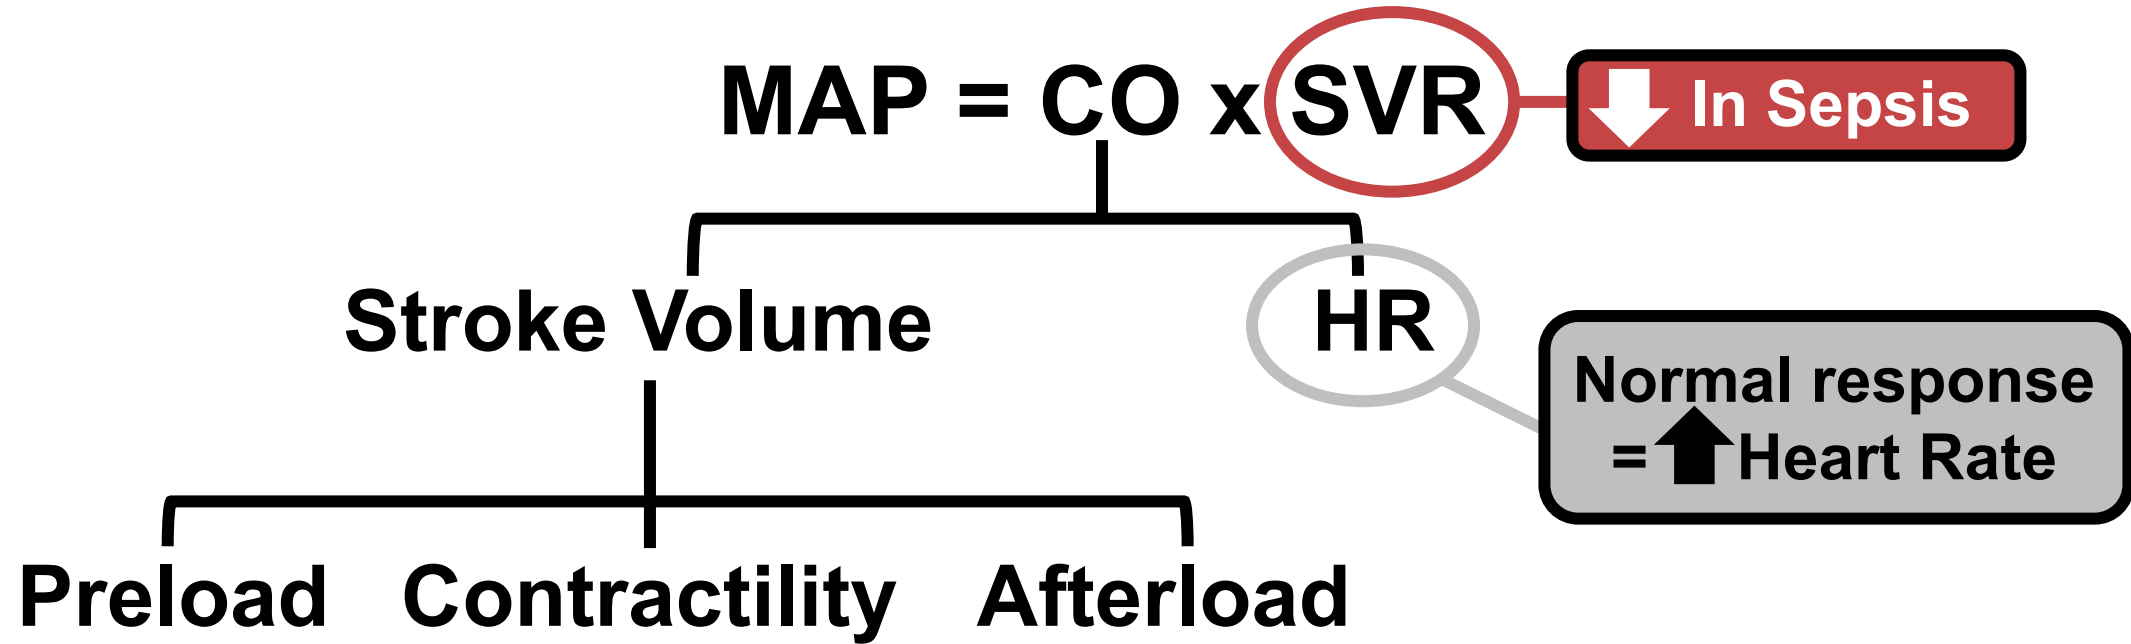 MAP = CO x SVR
In Sepsis
Stroke Volume
HR
Normal response
= Heart Rate
Preload Contractility Afterload